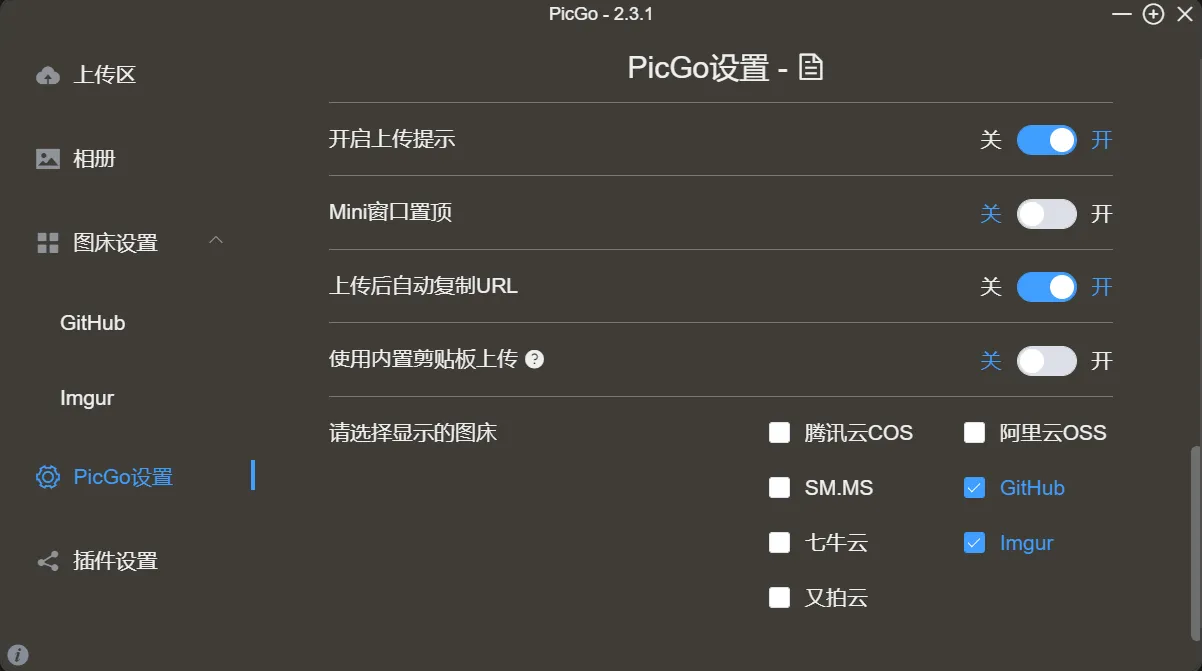 PicGo - 2.3.1
上传区
相册
图床设置
GitHub
Imgur
PicGo设置
插件设置
PicGo设置 -
开启上传提示 关 开
Mini窗口置顶 关 开
上传后自动复制URL 关 开
使用内置剪贴板上传 ? 关 开
请选择显示的图床 腾讯云COS 阿里云OSS
SM.MS GitHub
七牛云 Imgur
又拍云
i